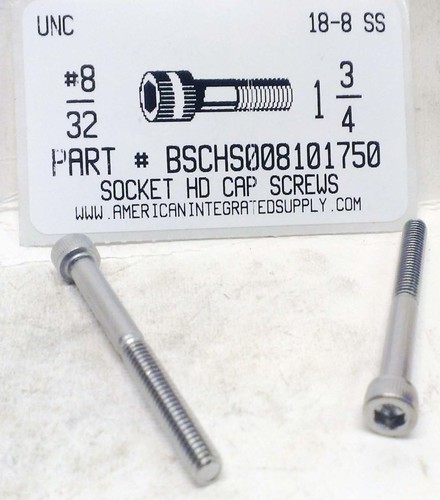 UNC 18-8 SS
#8
32
1 3
4
PART # BSCHS008101750
SOCKET HD CAP SCREWS
WWW.AMERICANINTEGRATEDSUPPLY.COM